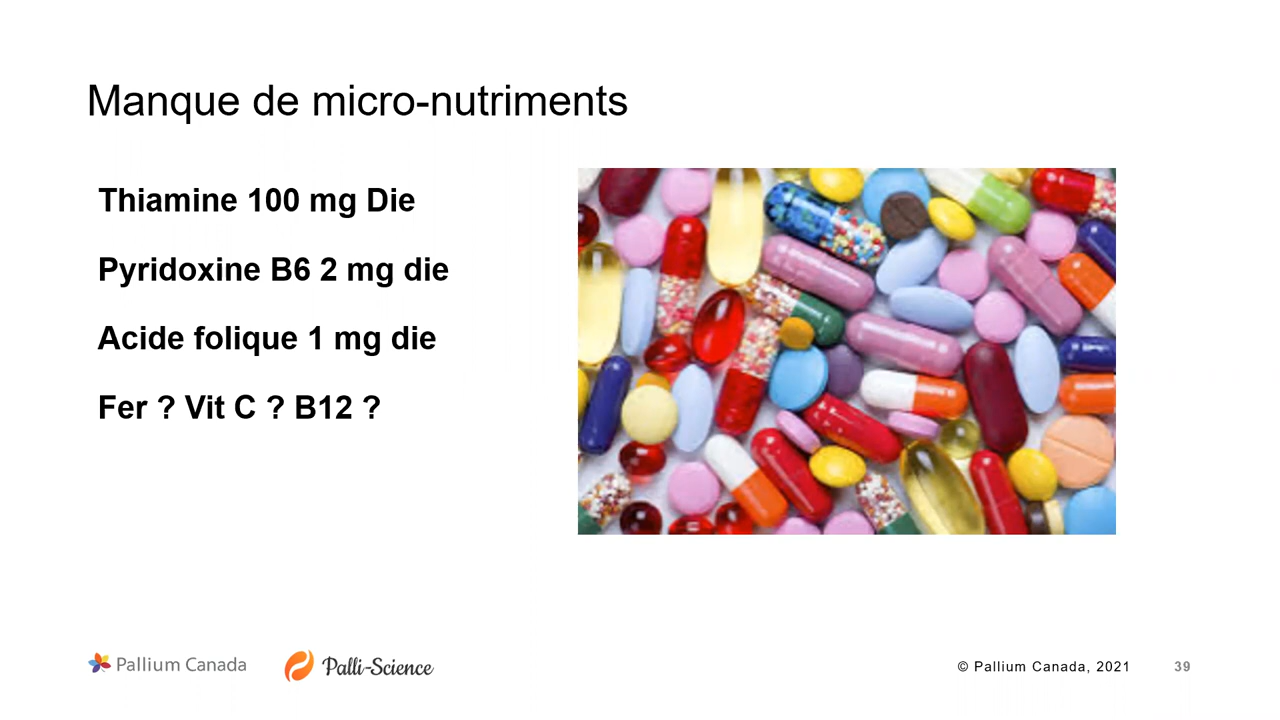 Manque de micro-nutriments
Thiamine 100 mg Die
Pyridoxine B6 2 mg die
Acide folique 1 mg die
Fer ? Vit C ? B12 ?
Pallium Canada
Palli-Science
© Pallium Canada, 2021
39